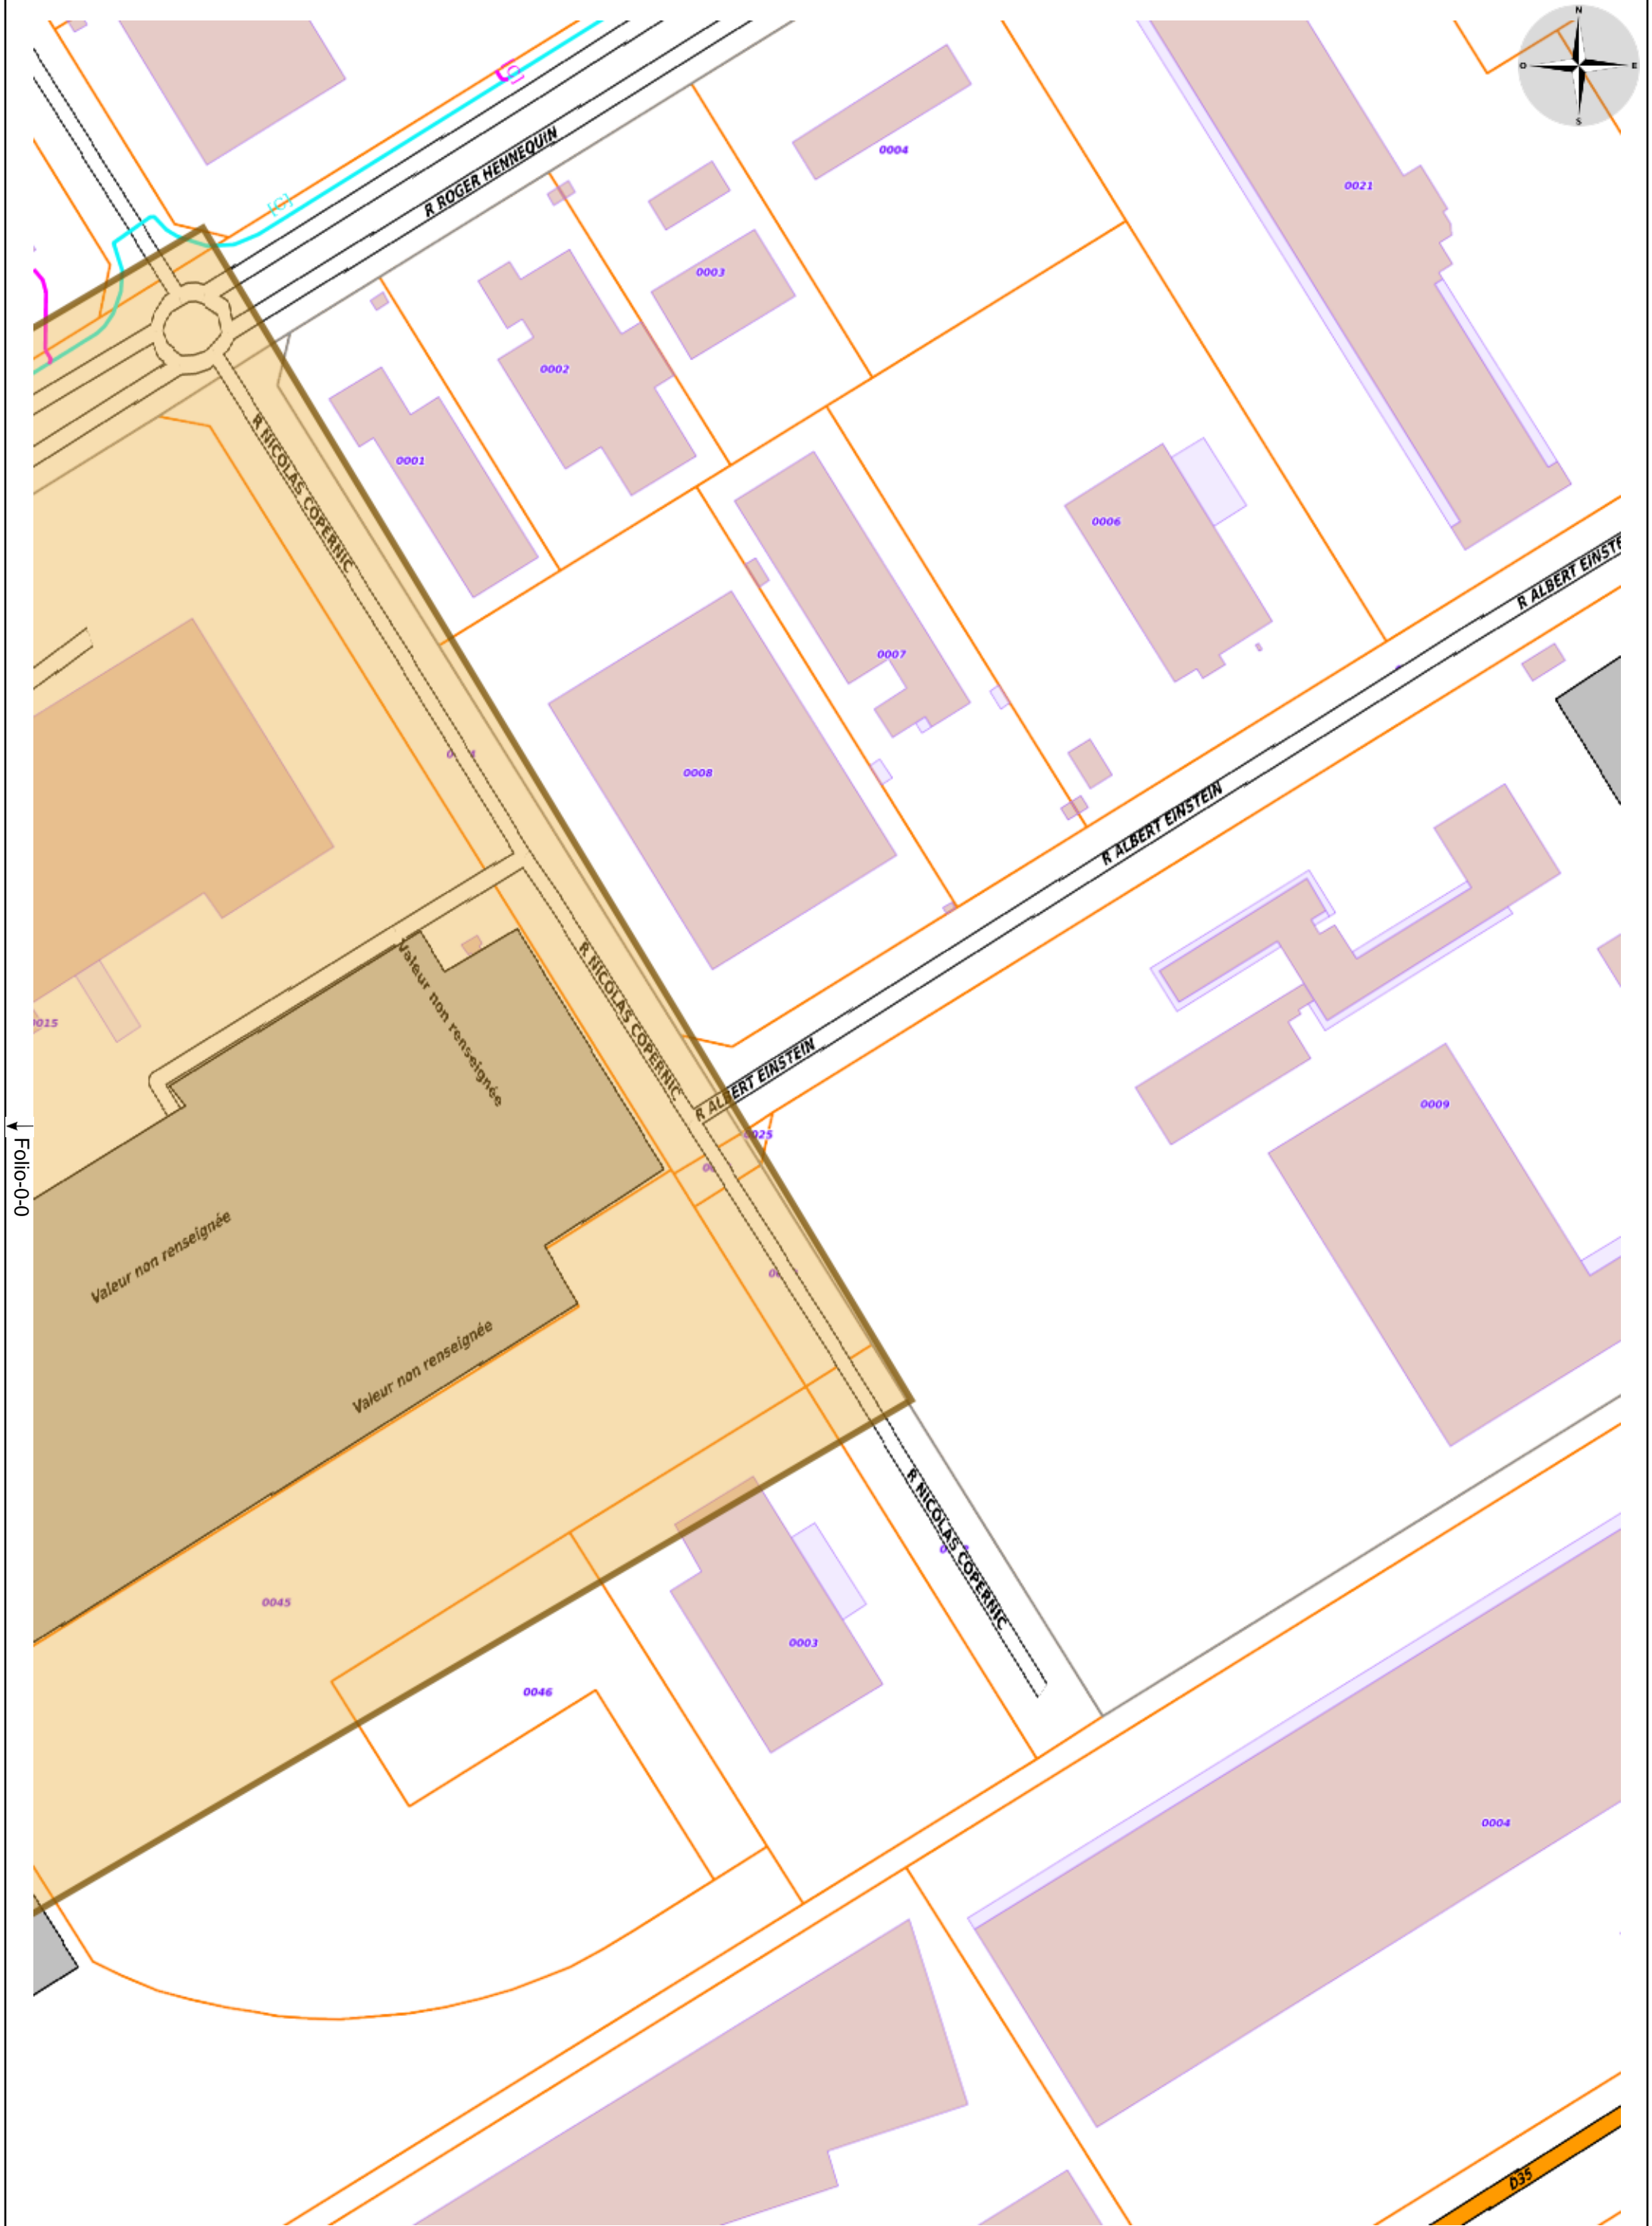 N
O
E
S
[C]
[C]
R ROGER HENNEQUIN
0004
0021
0003
0002
0001
R NICOLAS COPERNIC
0006
R ALBERT EINSTE
0007
0008
R ALBERT EINSTEIN
Valeur non renseignée
R NICOLAS COPERNIC
0015
R ALBERT EINSTEIN
0009
0025
Folio-0-0
Valeur non renseignée
Valeur non renseignée
R NICOLAS COPERNIC
0045
0003
0046
0004
D35